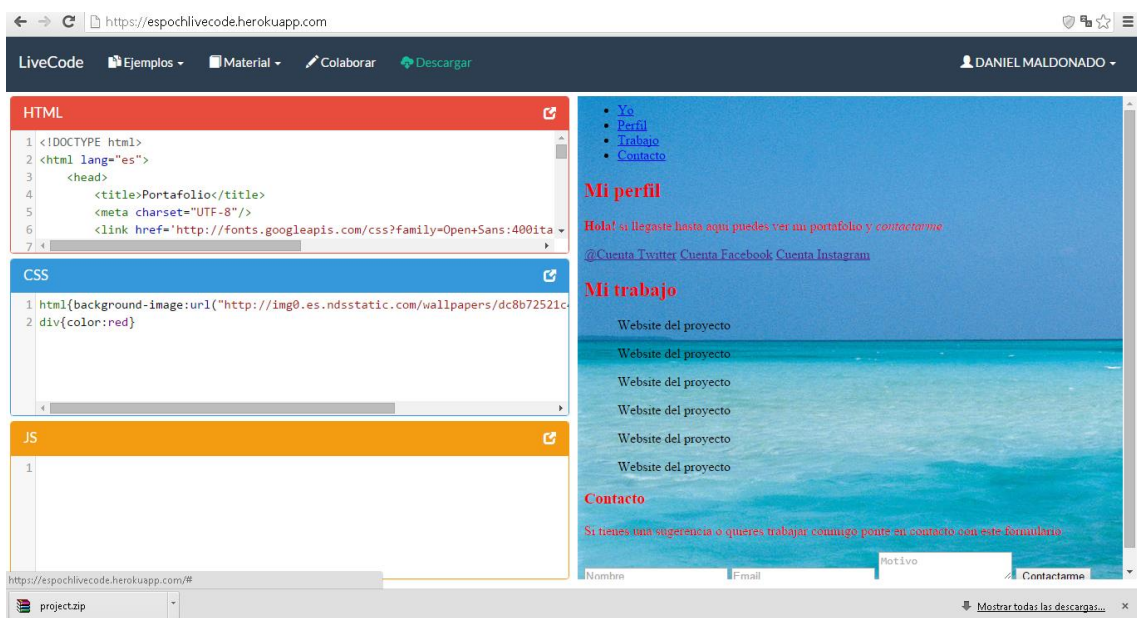 https://espochlivecode.herokuapp.com
LiveCode Ejemplos Material Colaborar Descargar DANIEL MALDONADO
HTML
1 <!DOCTYPE html>
2 <html lang="es">
3 <head>
4 <title>Portafolio</title>
5 <meta charset="UTF-8"/>
6 <link href='http://fonts.googleapis.com/css?family=Open+Sans:400ita
7
CSS
1 html{background-image:url("http://img0.es.ndsstatic.com/wallpapers/dc8b72521c
2 div{color:red}
JS
1
Yo
Perfil
Trabajo
Contacto
Mi perfil
Hola! si llegaste hasta aqui puedes ver mi portafolio y contactarme
@Cuenta Twitter Cuenta Facebook Cuenta Instagram
Mi trabajo
Website del proyecto
Website del proyecto
Website del proyecto
Website del proyecto
Website del proyecto
Website del proyecto
Contacto
Si tienes una sugerencia o quieres trabajar conmigo ponte en contacto con este formulario
Nombre Email Motivo Contactarme
https://espochlivecode.herokuapp.com/#
project.zip Mostrar todas las descargas...